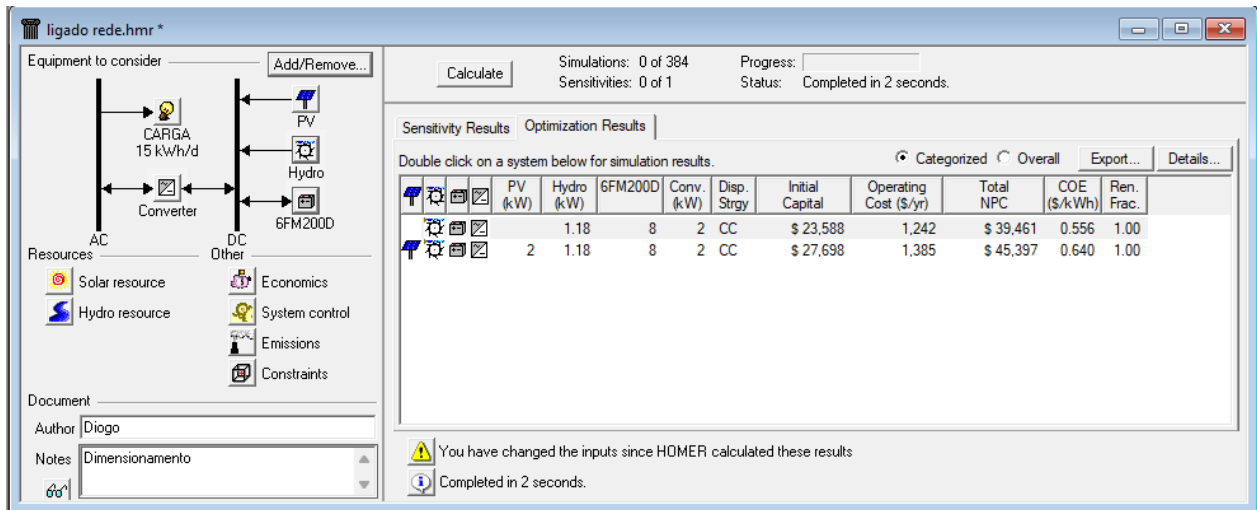 ligado rede.hmr *
Equipment to consider
Add/Remove...
CARGA
15 kWh/d
Converter
AC
PV
Hydro
6FM200D
DC
Resources
Other
Solar resource
Hydro resource
Economics
System control
Emissions
Constraints
Document
Author Diogo
Notes Dimensionamento
Calculate
Simulations: 0 of 384
Progress:
Sensitivities: 0 of 1
Status: Completed in 2 seconds.
Sensitivity Results
Optimization Results
Double click on a system below for simulation results.
Categorized
Overall
Export...
Details...
PV (kW) Hydro (kW) 6FM200D Conv. (kW) Disp. Strgy Initial Capital Operating Cost ($/yr) Total NPC COE ($/kWh) Ren. Frac.
1.18 8 2 CC $ 23,588 1,242 $ 39,461 0.556 1.00
2 1.18 8 2 CC $ 27,698 1,385 $ 45,397 0.640 1.00
You have changed the inputs since HOMER calculated these results
Completed in 2 seconds.